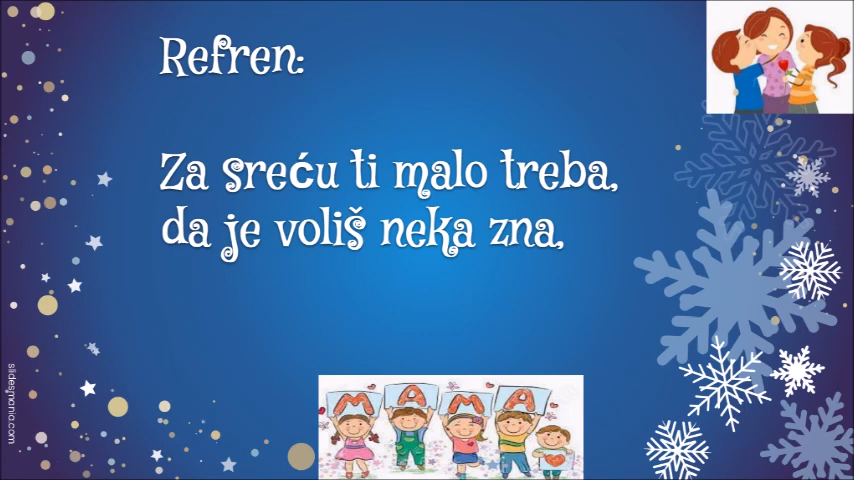 Refren:
Za sreću ti malo treba,
da je voliš neka zna,
MAMA
slidesmania.com